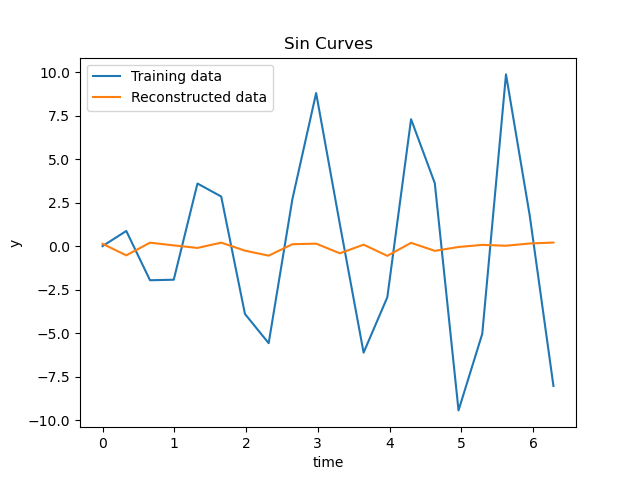 Sin Curves
Training data
Reconstructed data
10.0
7.5
5.0
2.5
0.0
−2.5
−5.0
−7.5
−10.0
y
0 1 2 3 4 5 6
time